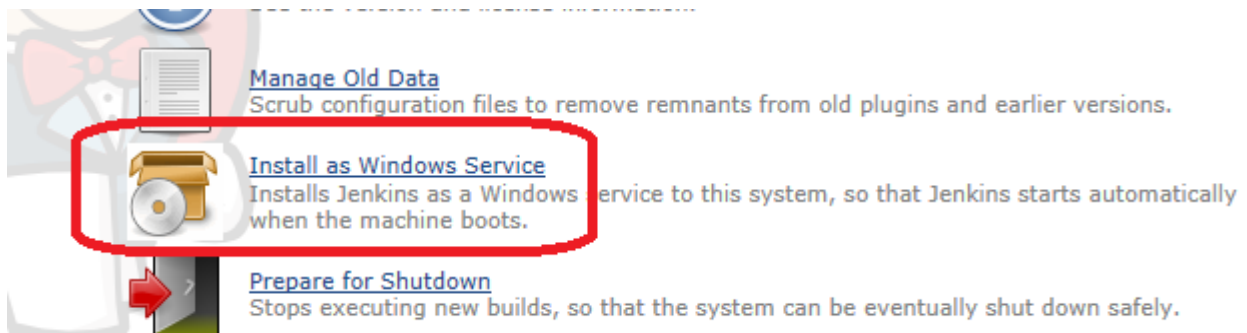 Manage Old Data
Scrub configuration files to remove remnants from old plugins and earlier versions.
Install as Windows Service
Installs Jenkins as a Windows service to this system, so that Jenkins starts automatically
when the machine boots.
Prepare for Shutdown
Stops executing new builds, so that the system can be eventually shut down safely.